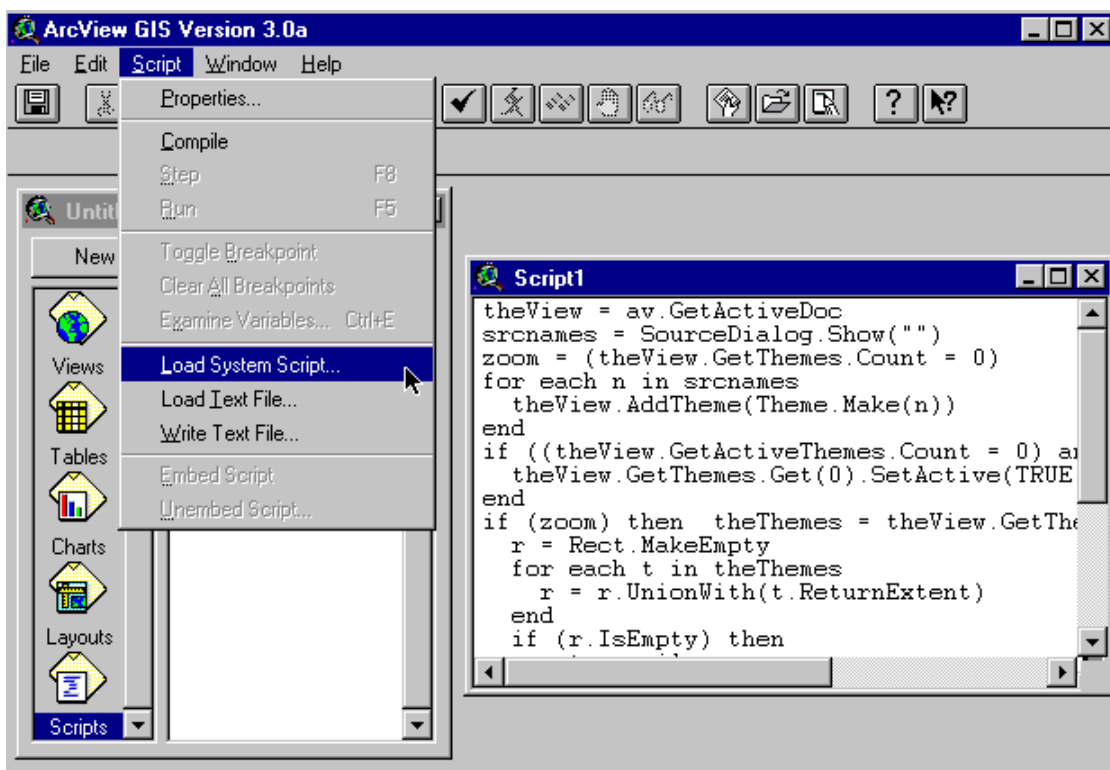 ArcView GIS Version 3.0a
File Edit Script Window Help
Properties...
Compile
Step F8
Run F5
Toggle Breakpoint
Clear All Breakpoints
Examine Variables... Ctrl+E
Load System Script...
Load Text File...
Write Text File...
Embed Script
Unembed Script...
Untitl
New
Views
Tables
Charts
Layouts
Scripts
Script1
theView = av.GetActiveDoc
srcnames = SourceDialog.Show("")
zoom = (theView.GetThemes.Count = 0)
for each n in srcnames
  theView.AddTheme(Theme.Make(n))
end
if ((theView.GetActiveThemes.Count = 0) an
  theView.GetThemes.Get(0).SetActive(TRUE
end
if (zoom) then  theThemes = theView.GetThe
  r = Rect.MakeEmpty
  for each t in theThemes
    r = r.UnionWith(t.ReturnExtent)
  end
  if (r.IsEmpty) then